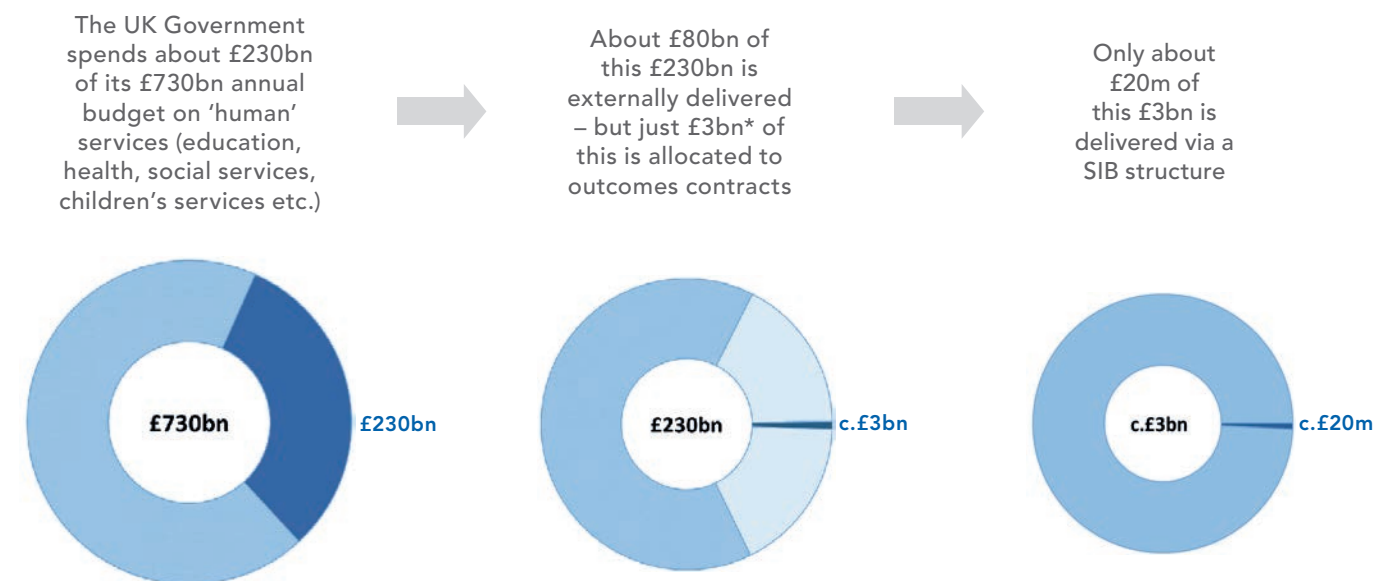 The UK Government
spends about £230bn
of its £730bn annual
budget on ‘human’
services (education,
health, social services,
children’s services etc.)
About £80bn of
this £230bn is
externally delivered
– but just £3bn* of
this is allocated to
outcomes contracts
Only about
£20m of
this £3bn is
delivered via a
SIB structure
£730bn
£230bn
£230bn
c.£3bn
c.£3bn
c.£20m